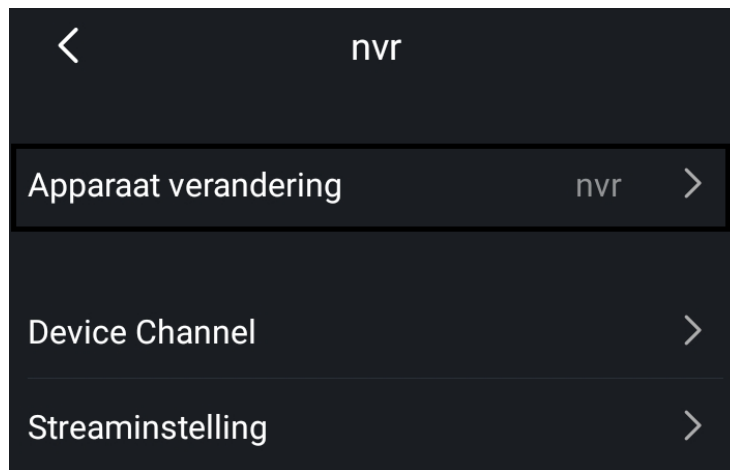 nvr
Apparaat verandering nvr
Device Channel
Streaminstelling